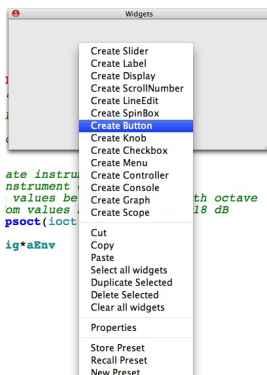 Widgets
Create Slider
Create Label
Create Display
Create ScrollNumber
Create LineEdit
Create SpinBox
Create Button
Create Knob
Create Checkbox
Create Menu
Create Controller
Create Console
Create Graph
Create Scope
Cut
Copy
Paste
Select all widgets
Duplicate Selected
Delete Selected
Clear all widgets
Properties
Store Preset
Recall Preset
New Preset
ate instru
nstrument
values be th octave
om values 18 dB
psoct(ioct
ig*aEnv